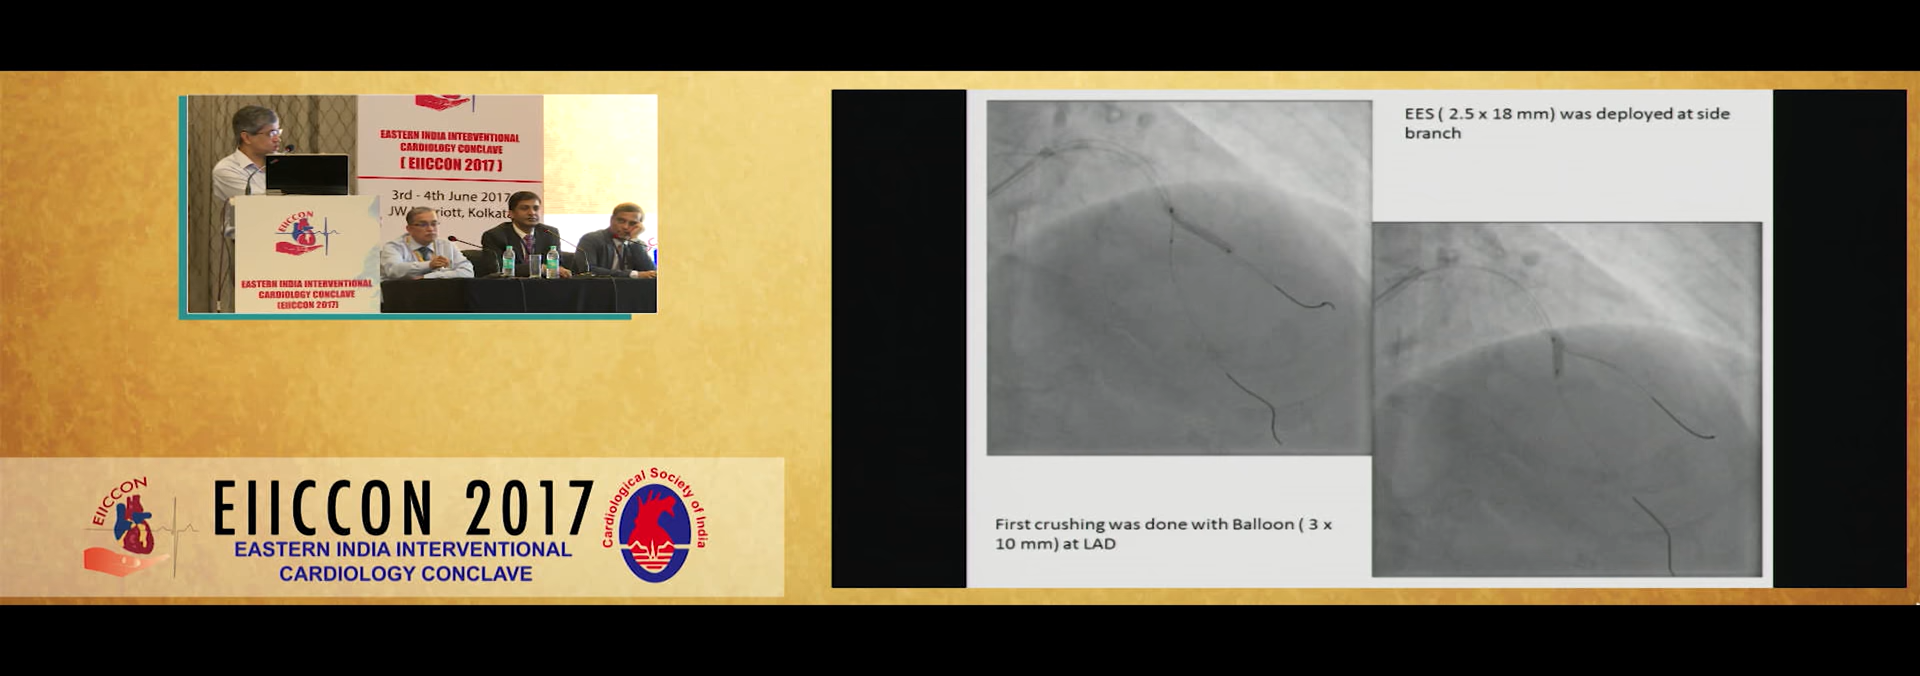 EASTERN INDIA INTERVENTIONAL
CARDIOLOGY CONCLAVE
[ EIICCON 2017 ]
3rd - 4th June 2017
Kolkata
EIICCON
EASTERN INDIA INTERVENTIONAL
CARDIOLOGY CONCLAVE
[EIICCON 2017]
EIICCON
EIICCON 2017
EASTERN INDIA INTERVENTIONAL
CARDIOLOGY CONCLAVE
Cardiological Society of India
EES ( 2.5 x 18 mm) was deployed at side
branch
First crushing was done with Balloon ( 3 x
10 mm) at LAD